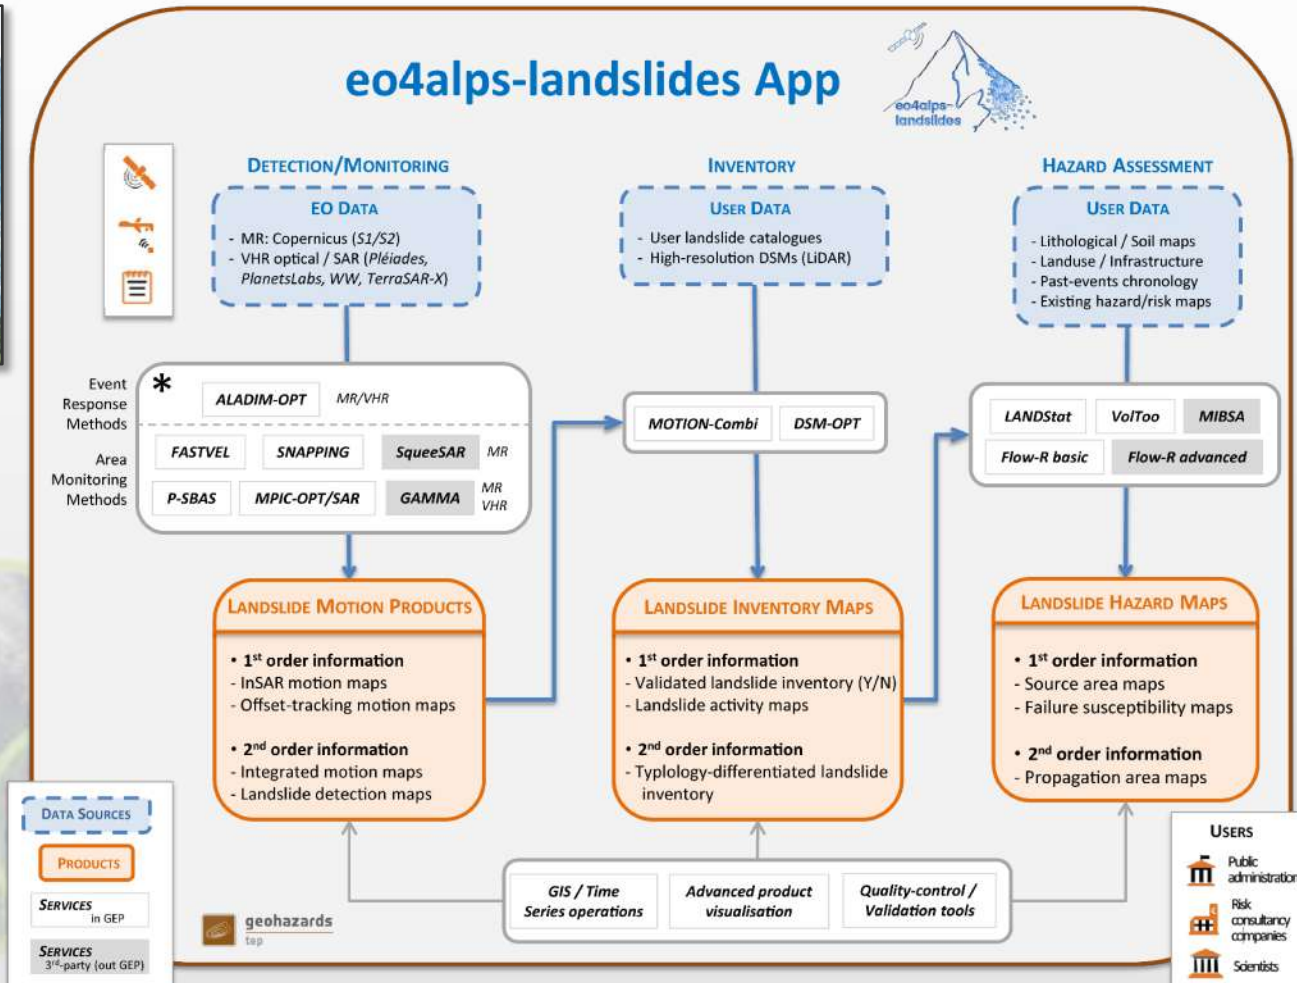 eo4alps-landslides App
eo4alps-
landslides
DETECTION/MONITORING
EO DATA
- MR: Copernicus (S1/S2)
- VHR optical / SAR (Pléiades,
PlanetsLabs, WW, TerraSAR-X)
INVENTORY
USER DATA
- User landslide catalogues
- High-resolution DSMs (LiDAR)
HAZARD ASSESSMENT
USER DATA
- Lithological / Soil maps
- Landuse / Infrastructure
- Past-events chronology
- Existing hazard/risk maps
Event
Response
Methods
*
ALADIM-OPT MR/VHR
Area
Monitoring
Methods
FASTVEL SNAPPING SqueeSAR MR
P-SBAS MPIC-OPT/SAR GAMMA MR
VHR
MOTION-Combi DSM-OPT
LANDStat VolToo MIBSA
Flow-R basic Flow-R advanced
LANDSLIDE MOTION PRODUCTS
• 1st order information
- InSAR motion maps
- Offset-tracking motion maps
• 2nd order information
- Integrated motion maps
- Landslide detection maps
LANDSLIDE INVENTORY MAPS
• 1st order information
- Validated landslide inventory (Y/N)
- Landslide activity maps
• 2nd order information
- Typlology-differentiated landslide
inventory
LANDSLIDE HAZARD MAPS
• 1st order information
- Source area maps
- Failure susceptibility maps
• 2nd order information
- Propagation area maps
GIS / Time
Series operations
Advanced product
visualisation
Quality-control /
Validation tools
DATA SOURCES
PRODUCTS
SERVICES
in GEP
SERVICES
3rd-party (out GEP)
geohazards
tep
USERS
Public
administration
Risk
consultancy
companies
Scientists